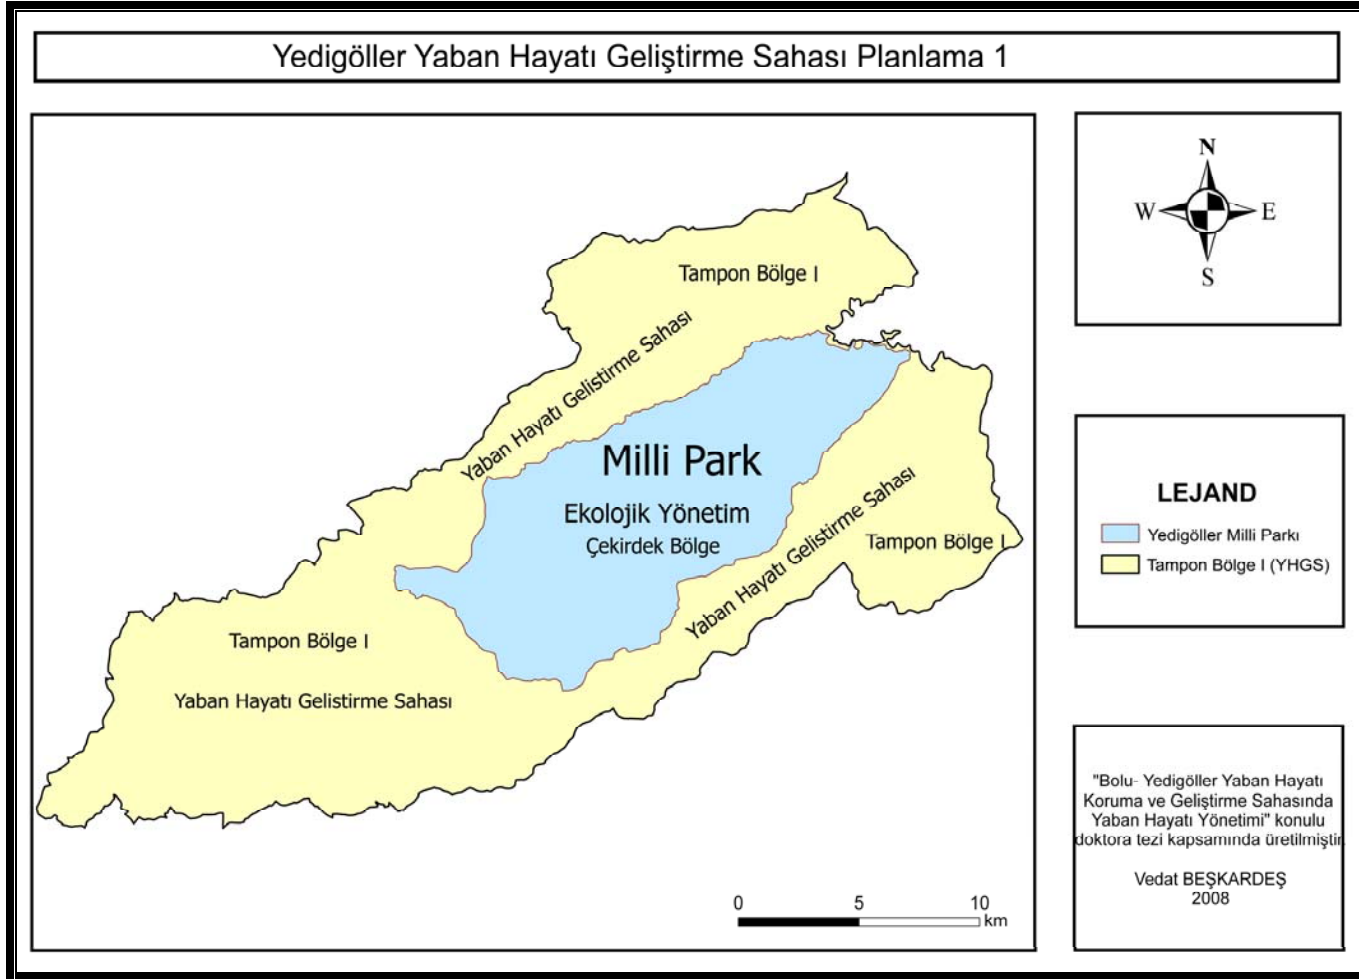 Yedigöller Yaban Hayatı Geliştirme Sahası Planlama 1
N
W
E
S
Tampon Bölge I
Yaban Hayatı Gelistirme Sahası
Milli Park
Ekolojik Yönetim
Çekirdek Bölge
Yaban Hayatı Gelistirme Sahası
Tampon Bölge I
Tampon Bölge I
Yaban Hayatı Gelistirme Sahası
0 5 10
km
LEJAND
Yedigöller Milli Parkı
Tampon Bölge I (YHGS)
"Bolu- Yedigöller Yaban Hayatı
Koruma ve Geliştirme Sahasında
Yaban Hayatı Yönetimi" konulu
doktora tezi kapsamında üretilmiştir.
Vedat BEŞKARDEŞ
2008